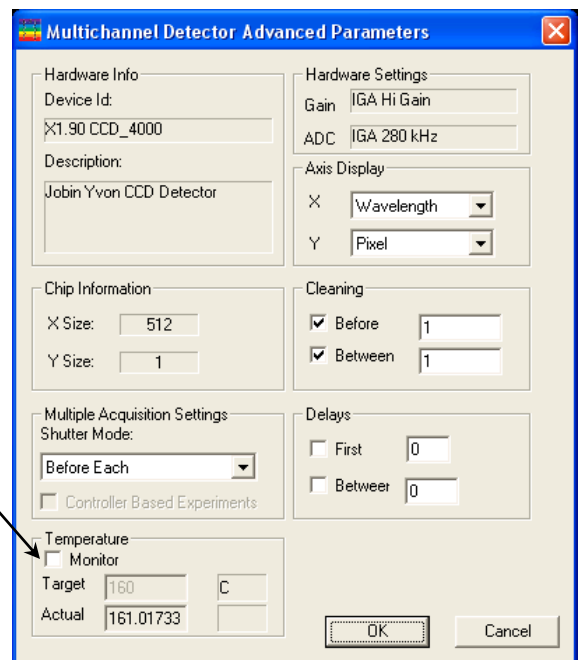 Multichannel Detector Advanced Parameters
Hardware Info
Device Id:
X1.90 CCD_4000
Description:
Jobin Yvon CCD Detector
Hardware Settings
Gain IGA Hi Gain
ADC IGA 280 kHz
Axis Display
X Wavelength
Y Pixel
Chip Information
X Size: 512
Y Size: 1
Cleaning
Before 1
Between 1
Multiple Acquisition Settings
Shutter Mode:
Before Each
Controller Based Experiments
Delays
First 0
Betweer 0
Temperature
Monitor
Target 160 C
Actual 161.01733
OK Cancel